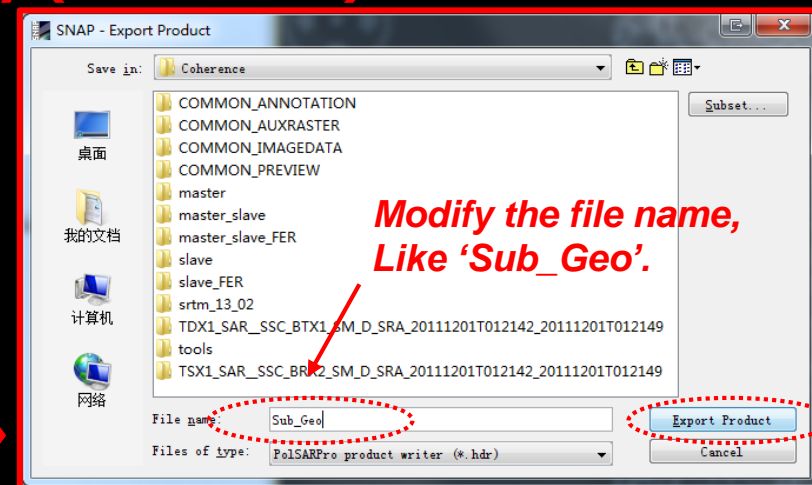 SNAP - Export Product
Save in:
Coherence
COMMON_ANNOTATION
COMMON_AUXRASTER
COMMON_IMAGEDATA
COMMON_PREVIEW
master
master_slave
master_slave_FER
slave
slave_FER
srtm_13_02
TDX1_SAR__SSC_BTX1_SM_D_SRA_20111201T012142_20111201T012149
tools
TSX1_SAR__SSC_BRX2_SM_D_SRA_20111201T012142_20111201T012149
Subset...
桌面
我的文档
计算机
网络
Modify the file name,
Like ‘Sub_Geo’.
File name:
Sub_Geo
Export Product
Files of type:
PolSARPro product writer (*.hdr)
Cancel